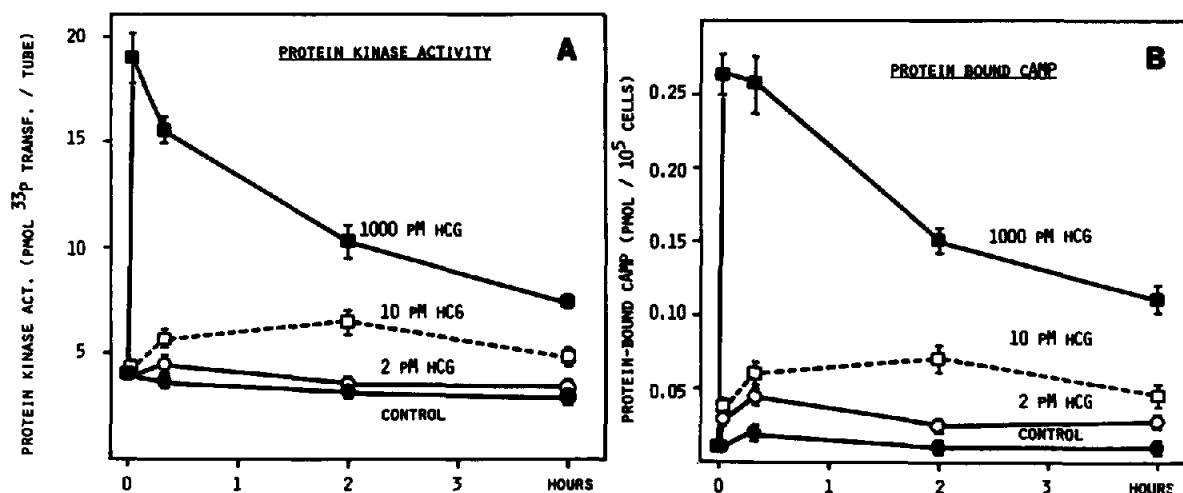 A
PROTEIN KINASE ACTIVITY
PROTEIN KINASE ACT. (PMOL ³³P TRANSF. / TUBE)
20
15
10
5
1000 PM HCG
10 PM HCG
2 PM HCG
CONTROL
0 1 2 3 HOURS
B
PROTEIN BOUND CAMP
PROTEIN-BOUND CAMP (PMOL / 10⁵ CELLS)
0.25
0.20
0.15
0.10
0.05
1000 PM HCG
10 PM HCG
2 PM HCG
CONTROL
0 1 2 3 HOURS